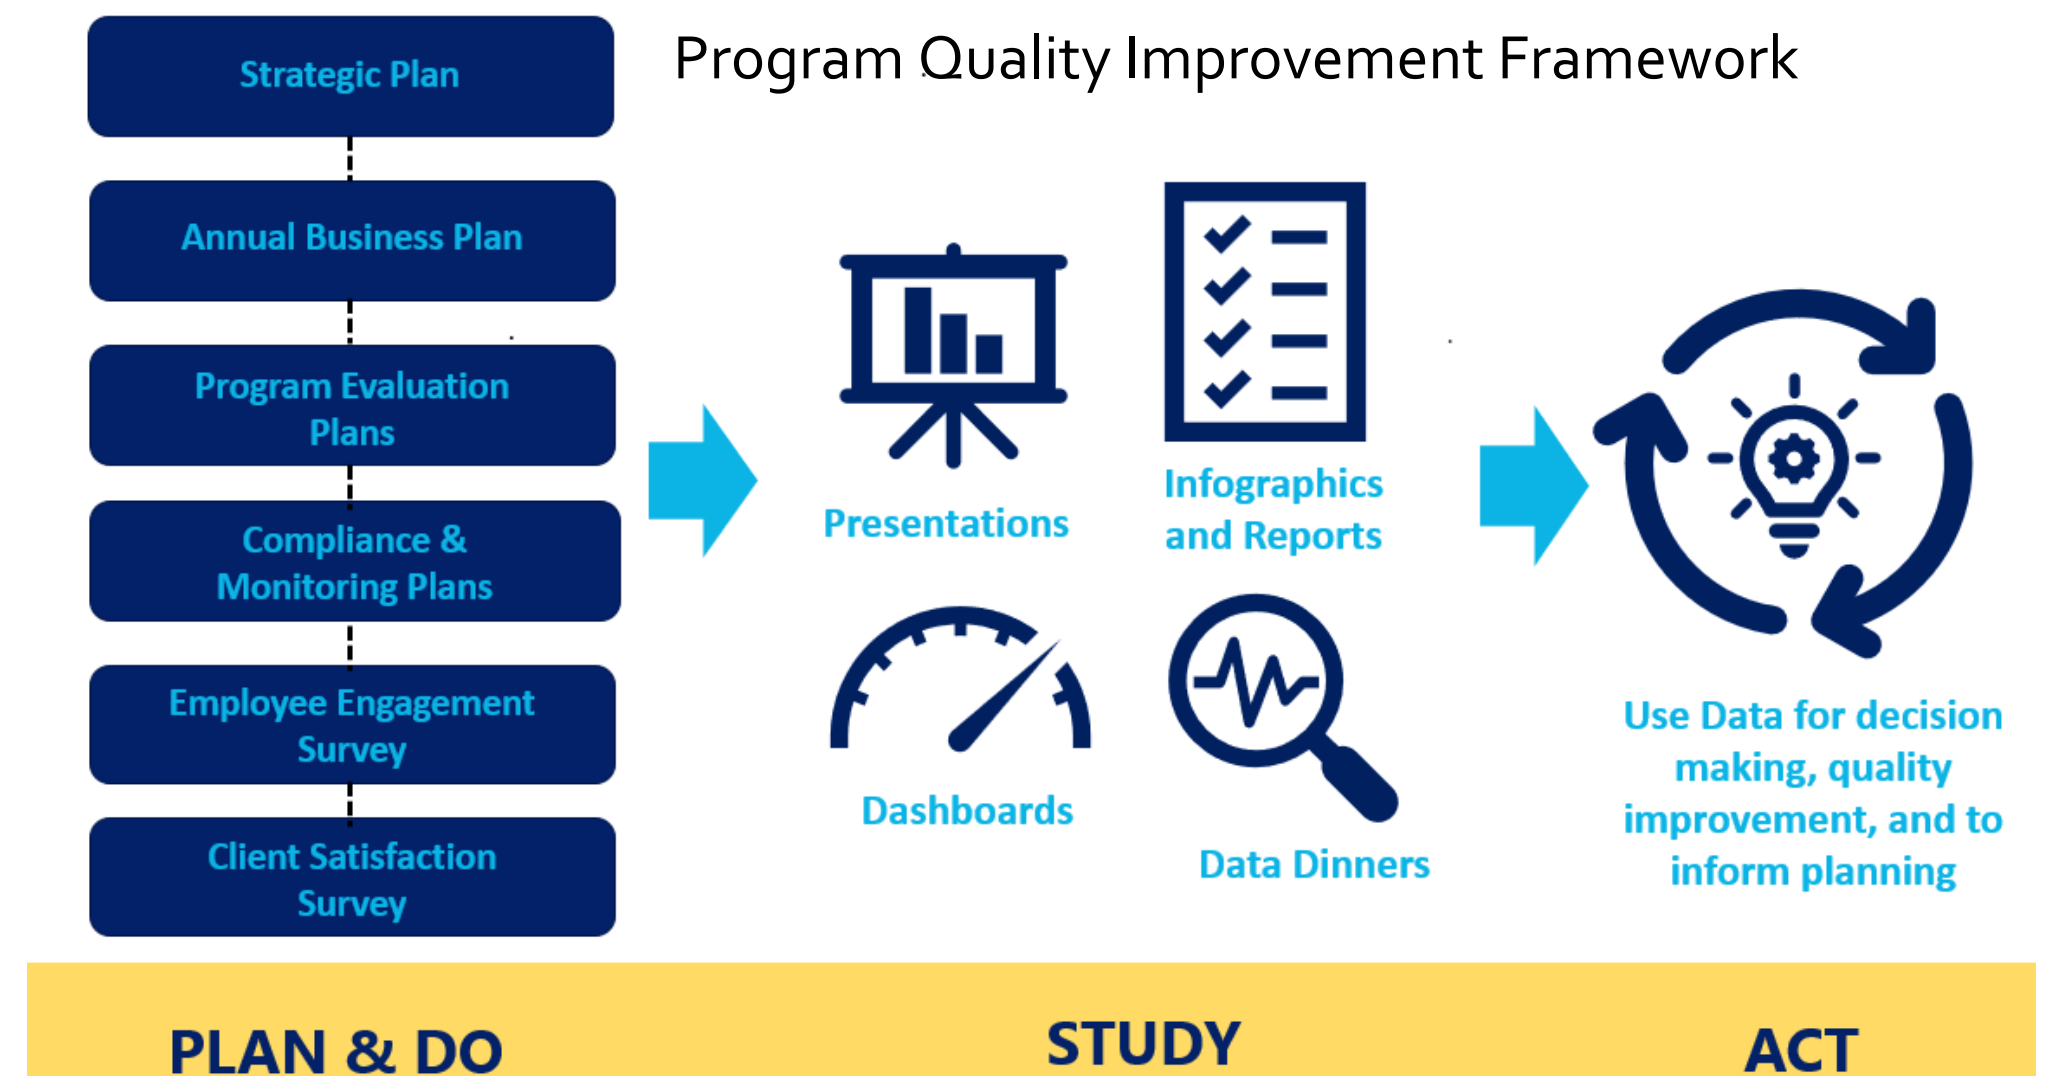 Program Quality Improvement Framework
Strategic Plan
Annual Business Plan
Program Evaluation
Plans
Compliance &
Monitoring Plans
Employee Engagement
Survey
Client Satisfaction
Survey
Presentations
Infographics
and Reports
Dashboards
Data Dinners
Use Data for decision
making, quality
improvement, and to
inform planning
PLAN & DO
STUDY
ACT